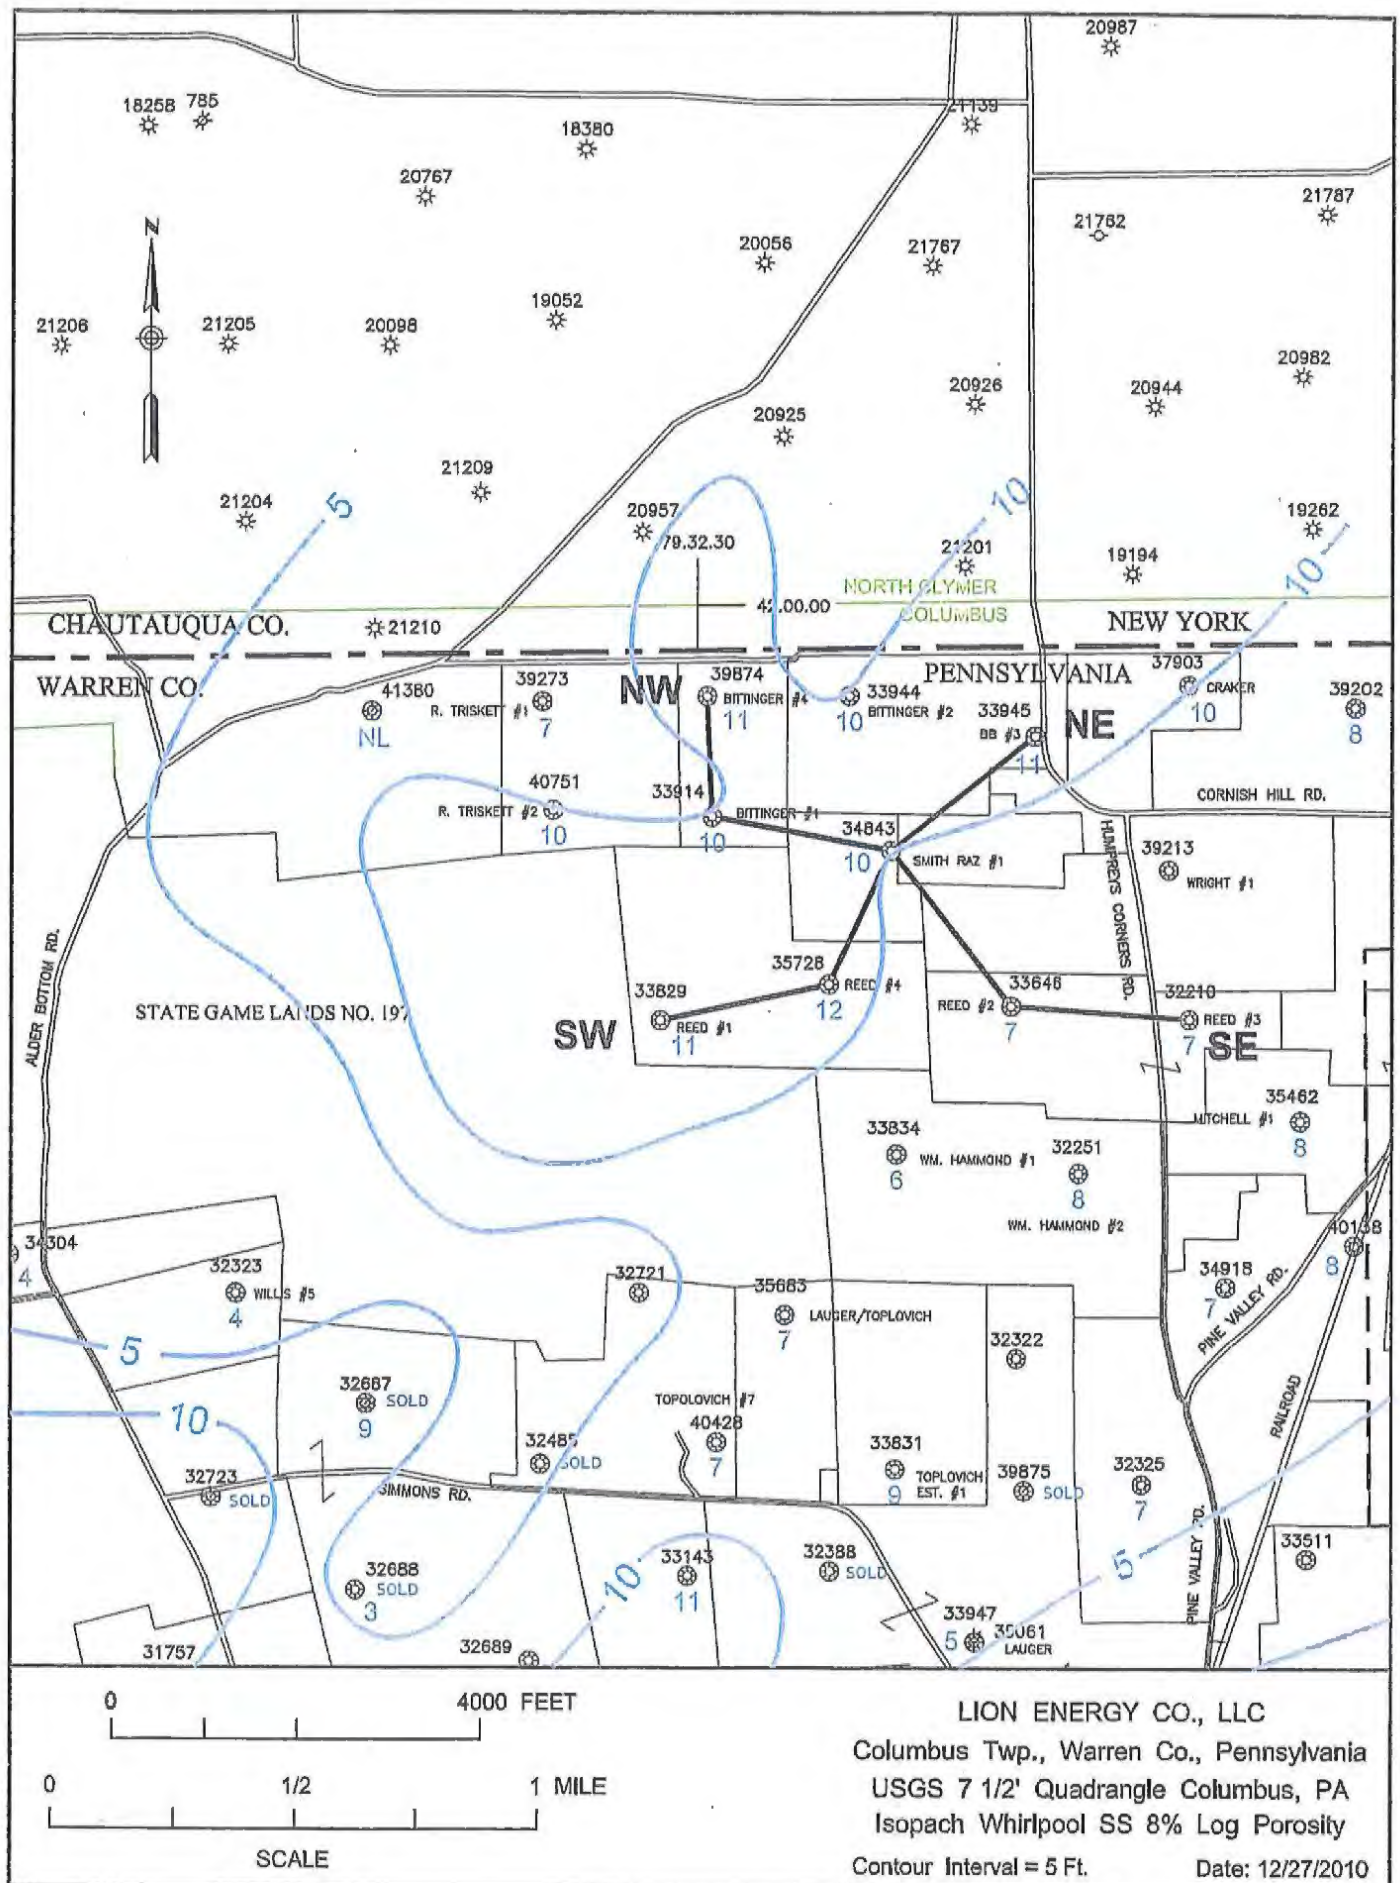 20987
18258
785
21139
18380
20767
21787
N
21762
20056
21767
19052
21206
21205
20098
20982
20926
20944
20925
21209
5
21204
10
20957
19262
79.32.30
21201
19194
10
NORTH CLYMER
42.00.00
COLUMBUS
CHAUTAUQUA CO.
21210
NEW YORK
WARREN CO.
PENNSYLVANIA
37903
CRAKER
10
41380
NL
39273
R. TRISKETT #1
7
NW
39874
BITTINGER #4
11
33944
10
BITTINGER #2
33945
BB #3
11
NE
39202
8
40751
R. TRISKETT #2
10
33914
BITTINGER #1
10
34843
10
SMITH RAZ #1
CORNISH HILL RD.
HUMPREYS CORNERS RD.
39213
WRIGHT #1
ALDER BOTTOM RD.
STATE GAME LANDS NO. 197
35728
REED #4
12
33829
SW
REED #1
11
33646
REED #2
7
32210
REED #3
7
SE
35462
MITCHELL #1
8
33834
WM. HAMMOND #1
6
32251
8
WM. HAMMOND #2
34304
4
32323
WILLIS #5
4
32721
35683
LAUGER/TOPLOVICH
7
34918
7
PINE VALLEY RD.
40138
8
5
32322
RAILROAD
32687
SOLD
9
TOPOLOVICH #7
40428
7
10
32485
SOLD
33831
9
TOPLOVICH
EST. #1
39875
SOLD
32325
7
32723
SOLD
SIMMONS RD.
PINE VALLEY RD.
33511
32688
SOLD
3
10
33143
11
32388
SOLD
5
33947
5
35061
LAUGER
31757
32689
0
4000 FEET
0
1/2
1 MILE
SCALE
LION ENERGY CO., LLC
Columbus Twp., Warren Co., Pennsylvania
USGS 7 1/2' Quadrangle Columbus, PA
Isopach Whirlpool SS 8% Log Porosity
Contour Interval = 5 Ft.
Date: 12/27/2010